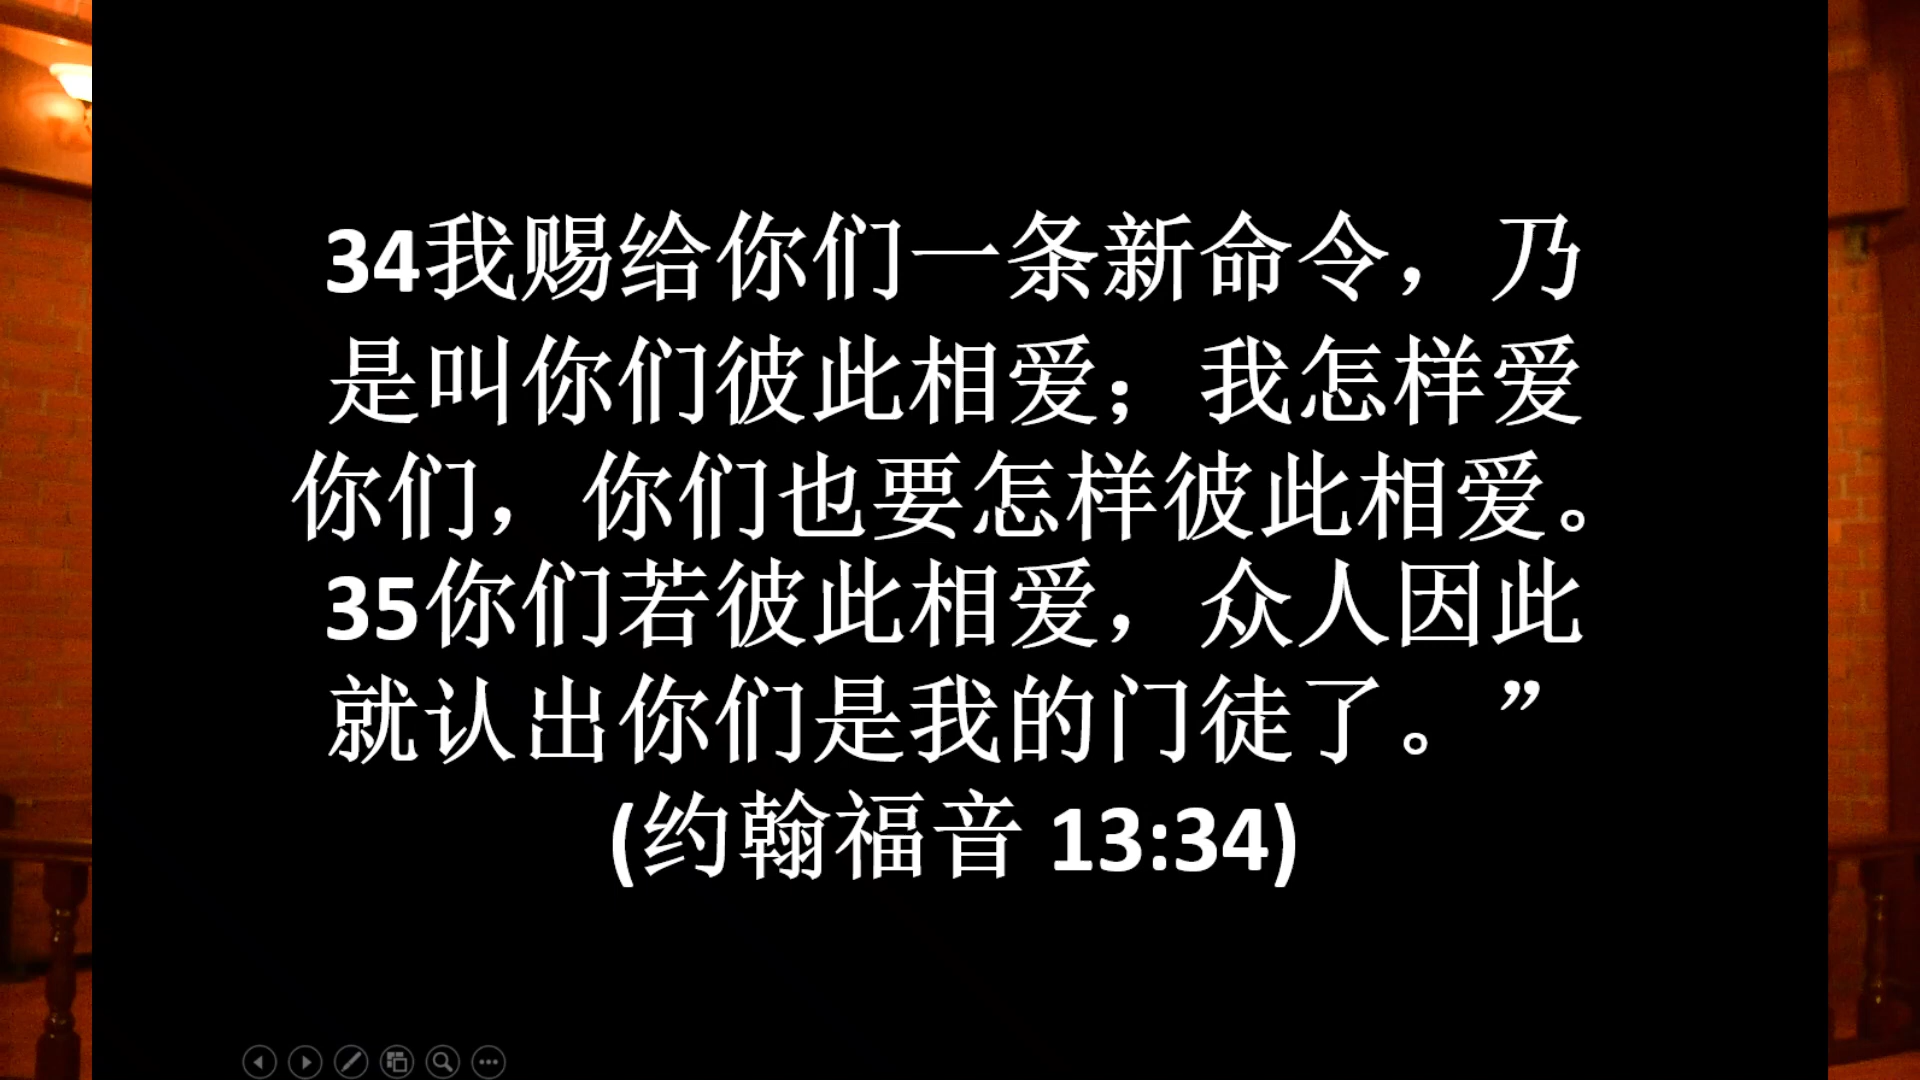 34我赐给你们一条新命令，乃
是叫你们彼此相爱；我怎样爱
你们，你们也要怎样彼此相爱。
35你们若彼此相爱，众人因此
就认出你们是我的门徒了。”
(约翰福音 13:34)